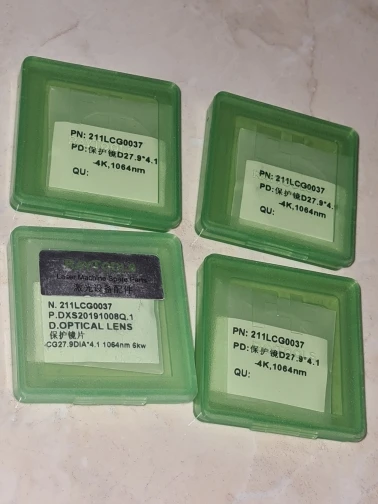 PN: 211LCG0037
PD:保护镜D27.9*4.1
-4K,1064nm
QU:
PN: 211LCG0037
PD:保护镜D27.9*4.
-4K,1064nm
QU:
Laser Machine Spare Parts
激光设备配件
N. 211LCG0037
P.DXS20191008Q.1
D.OPTICAL LENS
保护镜片
CG27.9DIA*4.1 1064nm 6kw
PN: 211LCG0037
PD:保护镜D27.9*4.1
-4K,1064nm
QU: